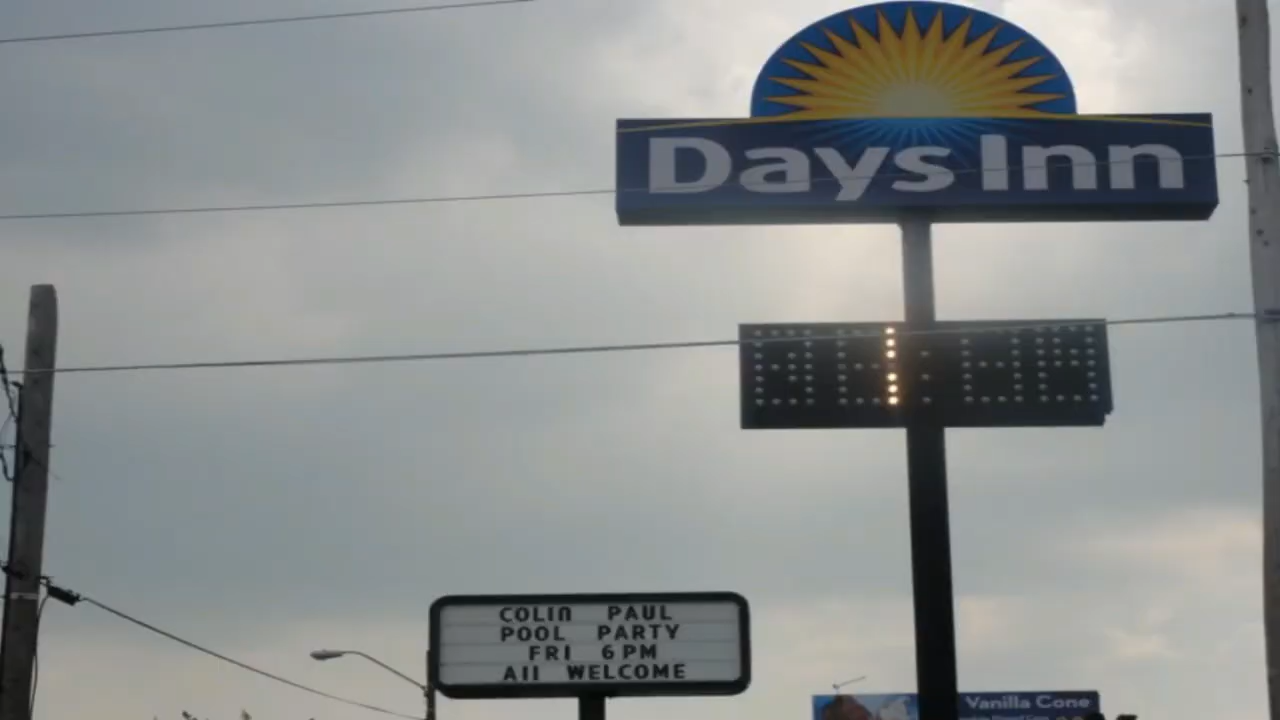 Days Inn
COLIN PAUL
POOL PARTY
FRI 6 PM
All WELCOME
Vanilla Cone